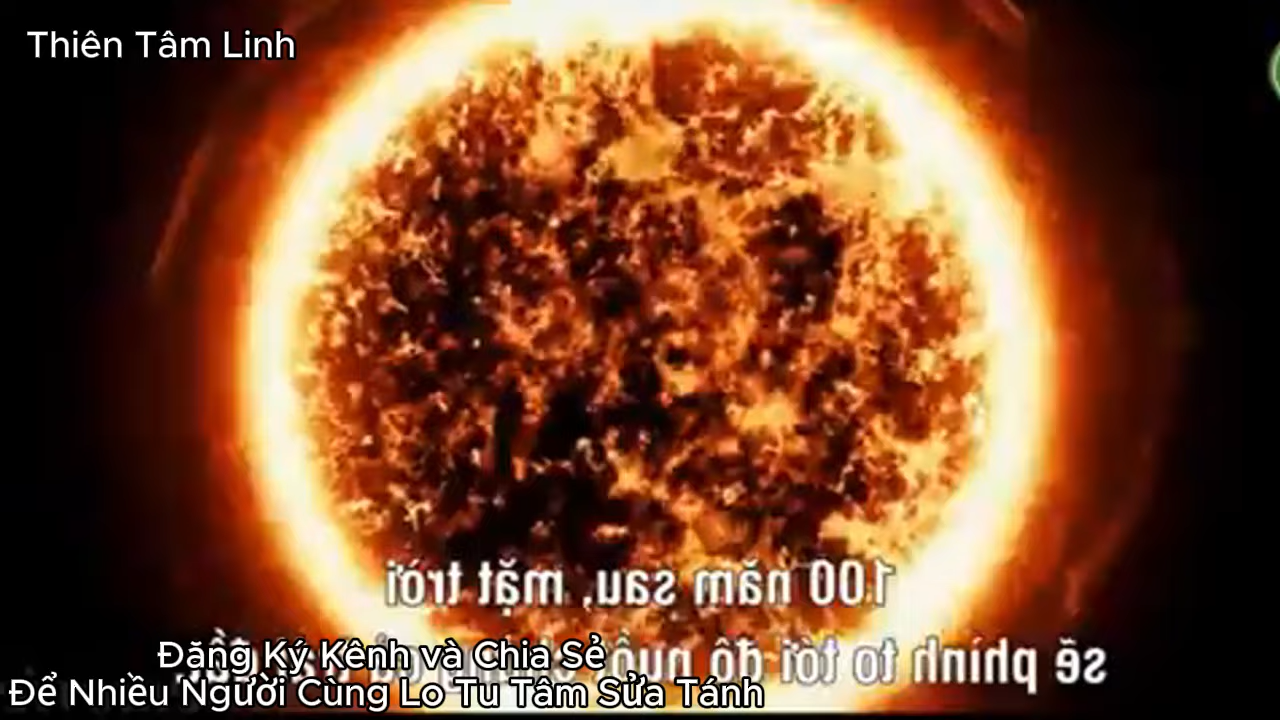 Thiên Tâm Linh
100 năm sau, mặt trời
sẽ phình to tới độ nuốt
Đăng Ký Kênh và Chia Sẻ
Để Nhiều Người Cùng Lo Tu Tâm Sửa Tánh